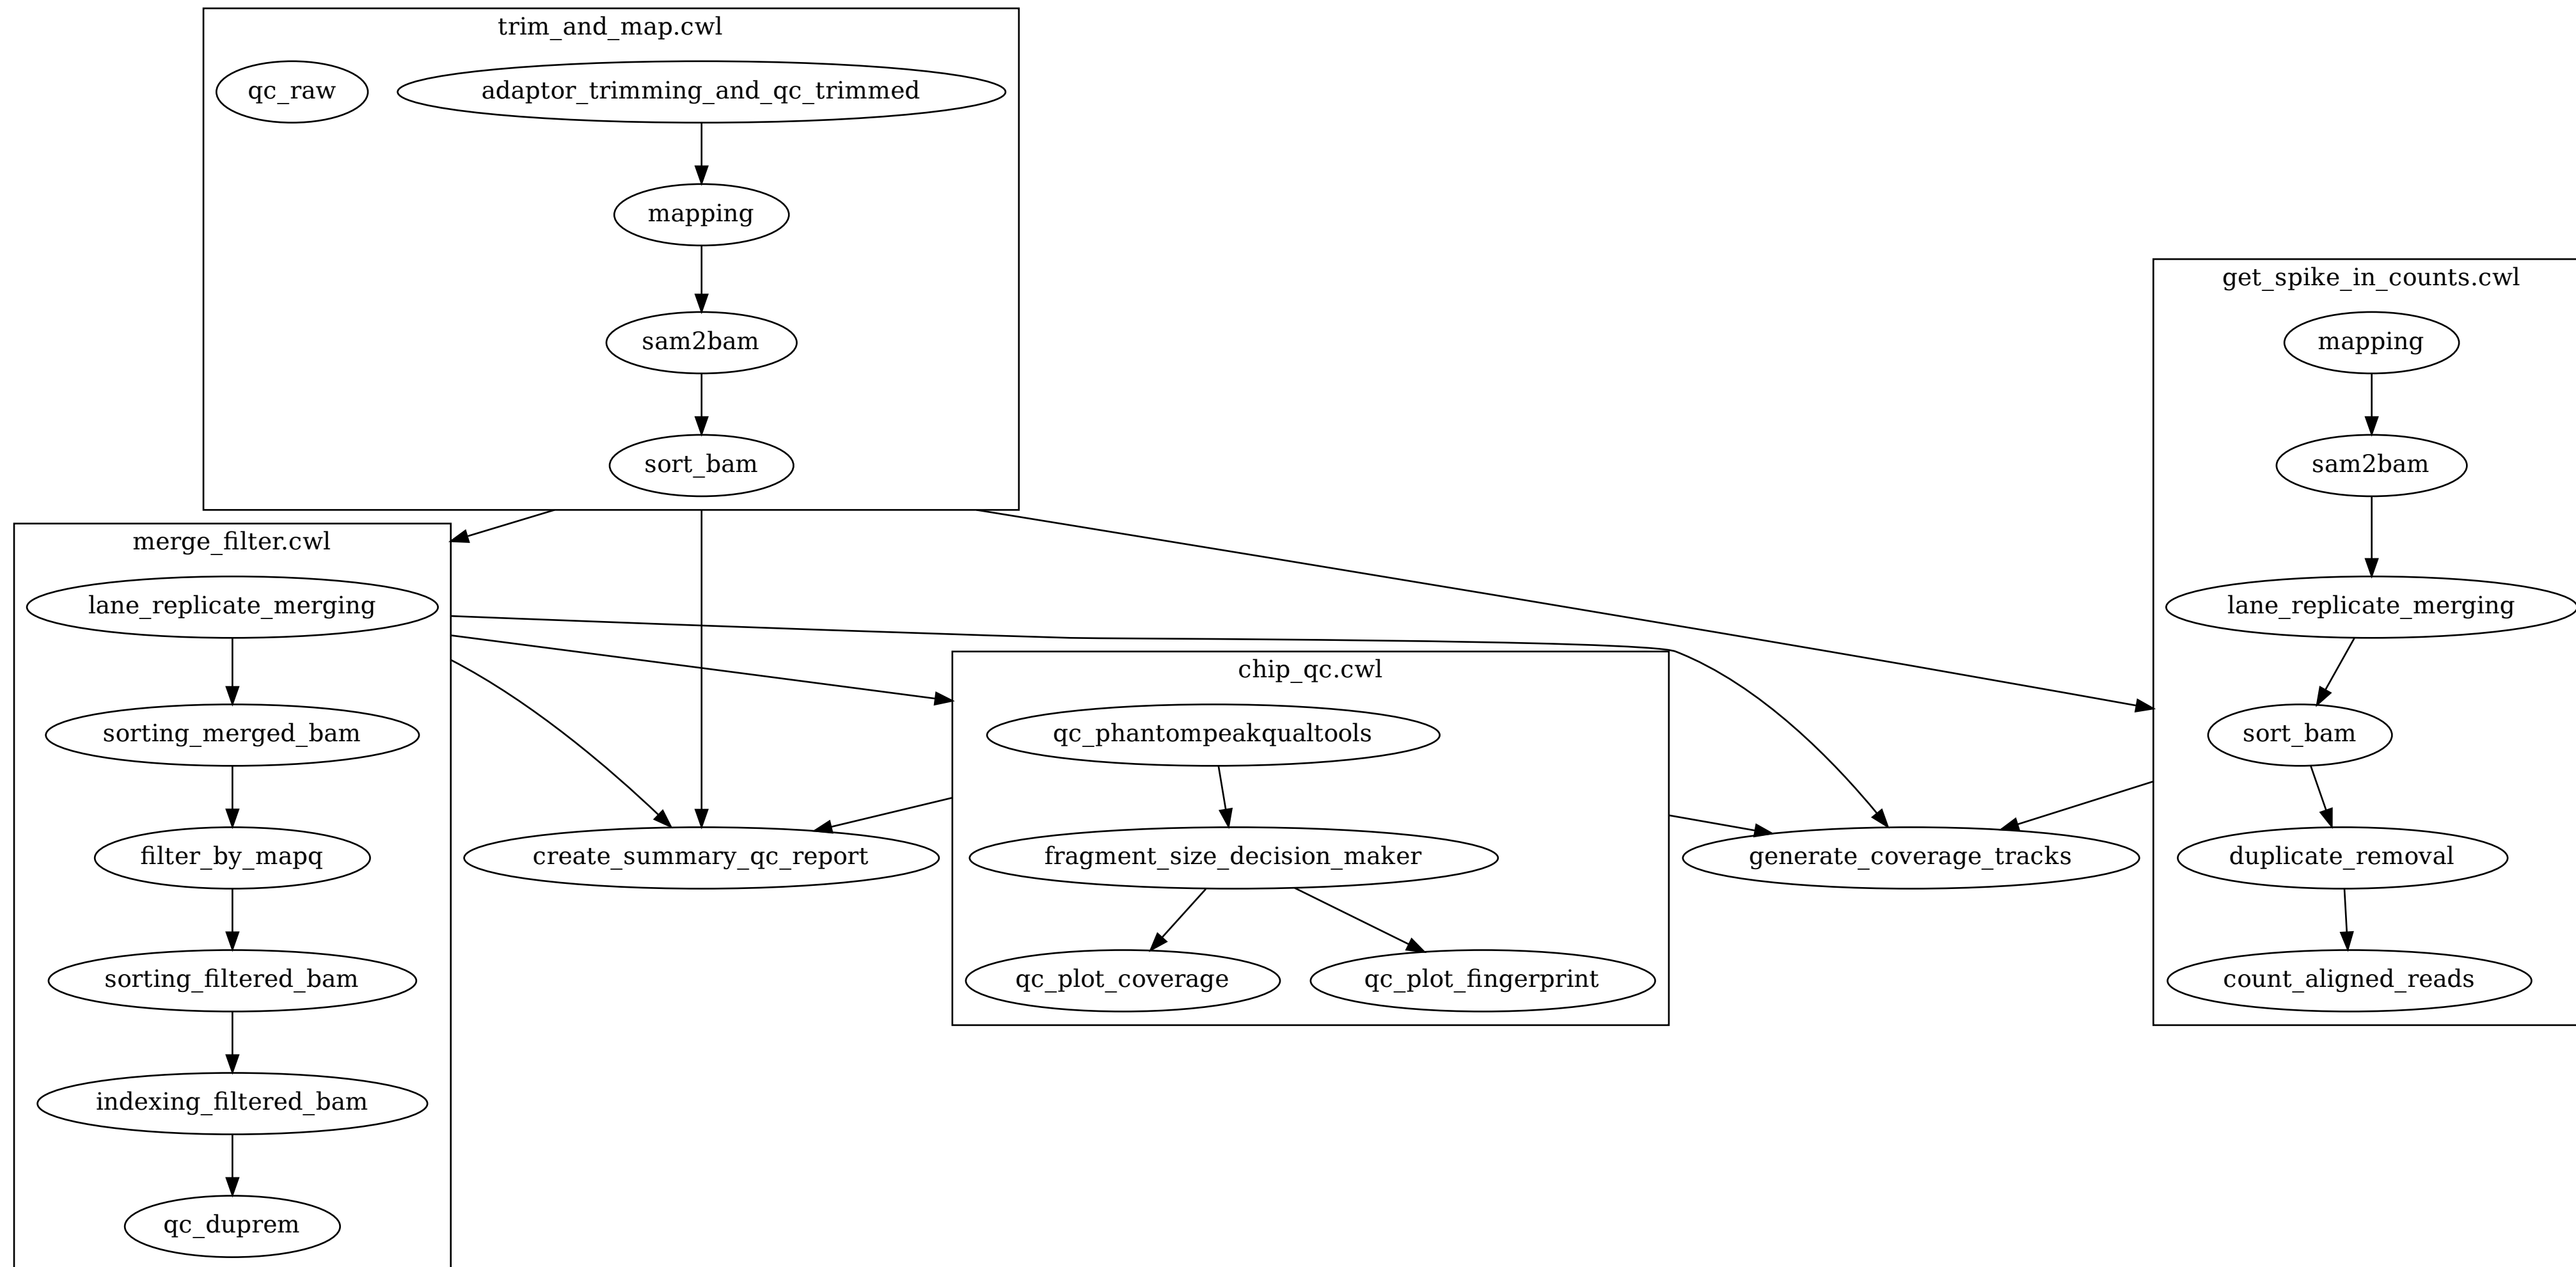 trim_and_map.cwl
qc_raw
adaptor_trimming_and_qc_trimmed
mapping
sam2bam
sort_bam
merge_filter.cwl
lane_replicate_merging
sorting_merged_bam
filter_by_mapq
sorting_filtered_bam
indexing_filtered_bam
qc_duprem
create_summary_qc_report
chip_qc.cwl
qc_phantompeakqualtools
fragment_size_decision_maker
qc_plot_coverage
qc_plot_fingerprint
generate_coverage_tracks
get_spike_in_counts.cwl
mapping
sam2bam
lane_replicate_merging
sort_bam
duplicate_removal
count_aligned_reads